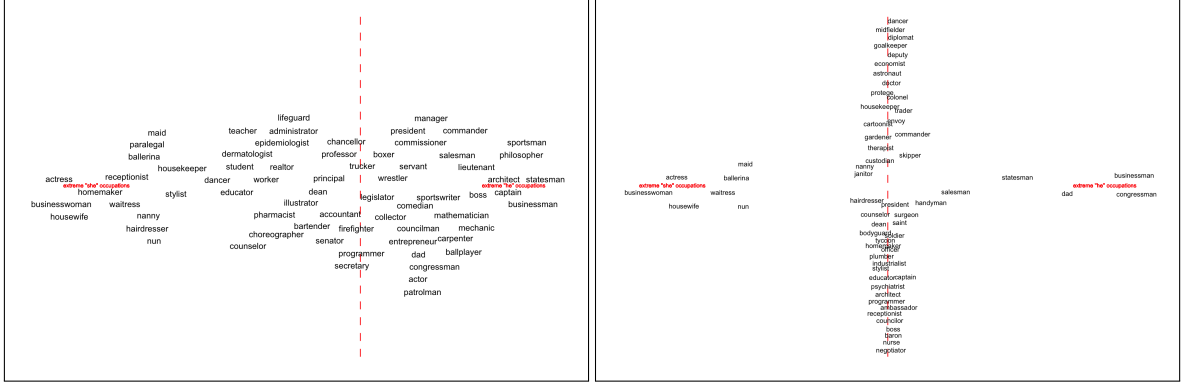 lifeguard
manager
maid
teacher
administrator
president
commander
paralegal
epidemiologist
chancellor
commissioner
sportsman
ballerina
dermatologist
professor
boxer
salesman
philosopher
housekeeper
student
realtor
trucker
servant
lieutenant
actress
receptionist
dancer
worker
principal
wrestler
architect
statesman
extreme "she" occupations
extreme "he" occupations
homemaker
stylist
educator
dean
legislator
sportswriter
boss
captain
businesswoman
waitress
illustrator
comedian
businessman
housewife
nanny
pharmacist
accountant
collector
mathematician
hairdresser
bartender
firefighter
councilman
mechanic
nun
choreographer
senator
entrepreneur
carpenter
counselor
programmer
dad
ballplayer
secretary
congressman
actor
patrolman
dancer
midfielder
diplomat
goalkeeper
deputy
economist
astronaut
doctor
protege
colonel
housekeeper
trader
cartoonist
envoy
gardener
commander
therapist
skipper
custodian
maid
nanny
janitor
actress
ballerina
statesman
businessman
extreme "she" occupations
extreme "he" occupations
businesswoman
waitress
salesman
dad
congressman
hairdresser
president
handyman
housewife
nun
counselor
surgeon
dean
saint
bodyguard
soldier
tycoon
homemaker
officer
plumber
industrialist
stylist
educator
captain
psychiatrist
architect
programmer
ambassador
receptionist
councilor
boss
baron
nurse
negotiator